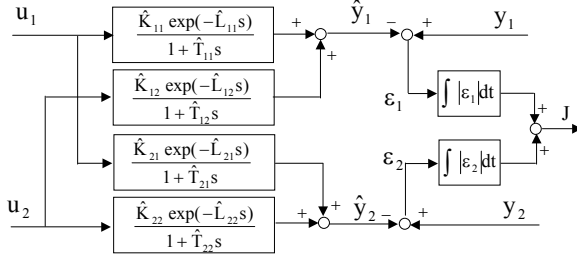 u₁
K̂₁₁ exp(−L̂₁₁s)
1 + T̂₁₁s
+
+
ŷ₁
−
+
y₁
K̂₁₂ exp(−L̂₁₂s)
1 + T̂₁₂s
ε₁
∫ |ε₁|dt
+
J
+
K̂₂₁ exp(−L̂₂₁s)
1 + T̂₂₁s
ε₂
∫ |ε₂|dt
u₂
K̂₂₂ exp(−L̂₂₂s)
1 + T̂₂₂s
+
+
ŷ₂
−
+
y₂